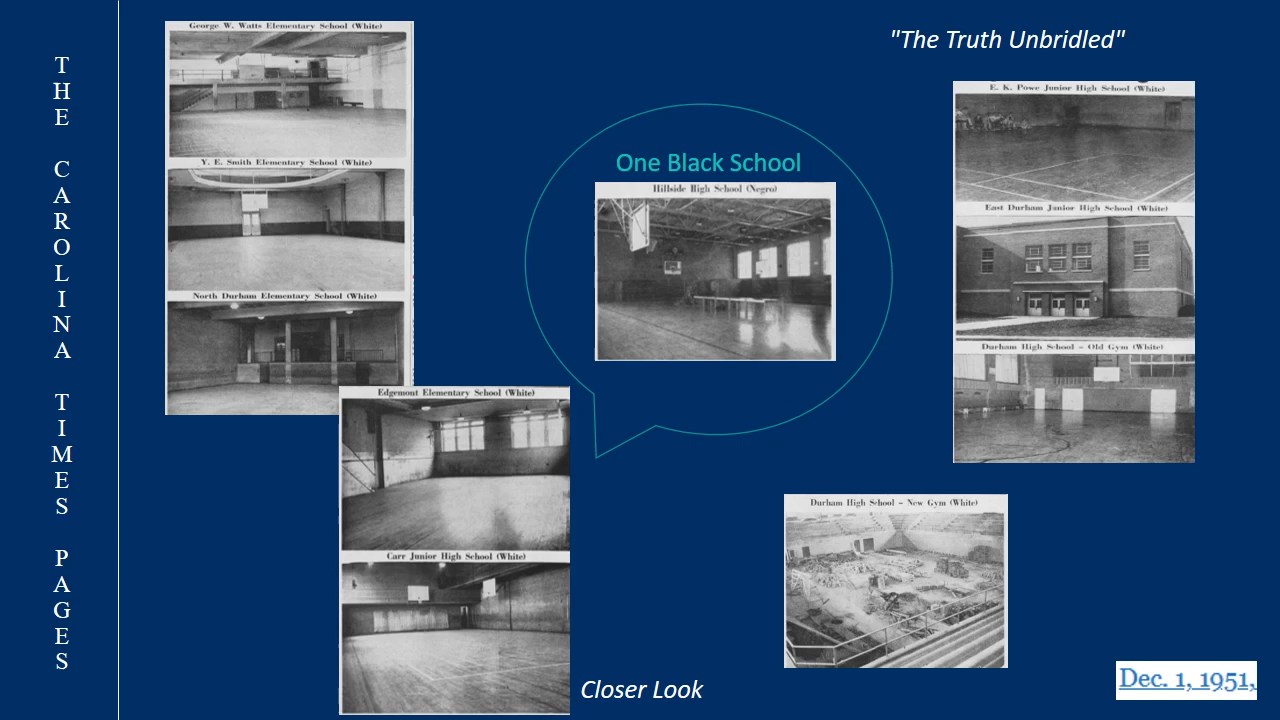 THE CAROLINA TIMES PAGES
George W. Watts Elementary School (White)
Y. E. Smith Elementary School (White)
North Durham Elementary School (White)
Edgemont Elementary School (White)
Carr Junior High School (White)
One Black School
Hillside High School (Negro)
"The Truth Unbridled"
E. K. Powe Junior High School (White)
East Durham Junior High School (White)
Durham High School – Old Gym (White)
Durham High School – New Gym (White)
Closer Look
Dec. 1, 1951,